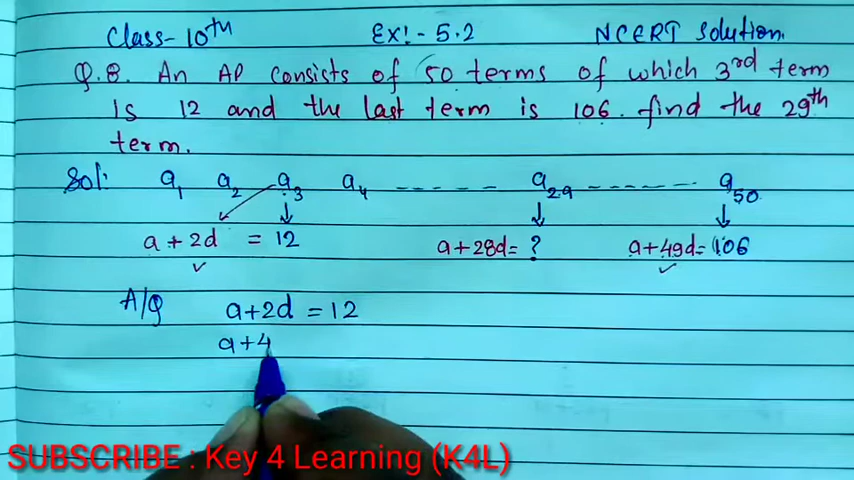 Class- 10th Ex:- 5.2 NCERT Solution.
Q.8. An AP consists of 50 terms of which 3rd term
is 12 and the last term is 106. find the 29th
term.
Sol: a1 a2 a3 a4 ------ a29 ------- a50
a + 2d = 12 a+28d= ? a+49d= 106
A/Q a+2d = 12
a+4
SUBSCRIBE : Key 4 Learning (K4L)